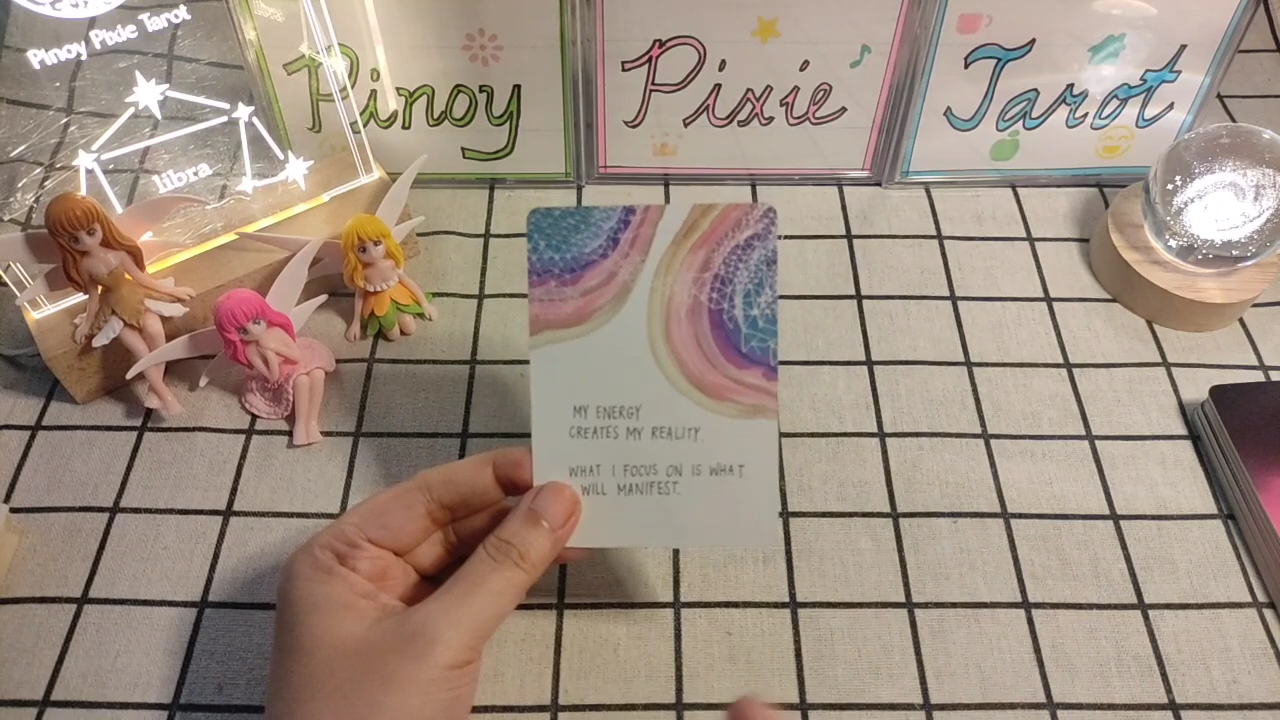 Pinoy Pixie Tarot
libra
Pinoy
Pixie
Tarot
MY ENERGY
CREATES MY REALITY.
WHAT I FOCUS ON IS WHAT
WILL MANIFEST.